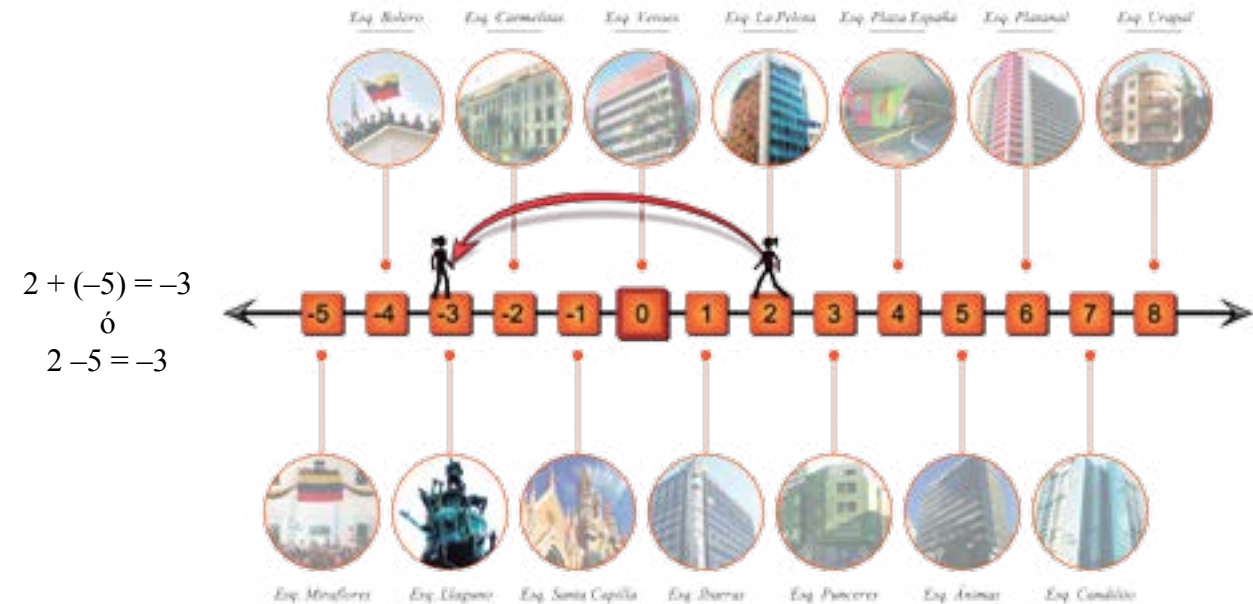 Esq. Bolero
Esq. Carmelitas
Esq. Veroes
Esq. La Pelota
Esq. Plaza España
Esq. Platanal
Esq. Urapal
2 + (–5) = –3
ó
2 –5 = –3
-5 -4 -3 -2 -1 0 1 2 3 4 5 6 7 8
Esq. Miraflores
Esq. Llaguno
Esq. Santa Capilla
Esq. Ibarras
Esq. Punceres
Esq. Ánimas
Esq. Candilito